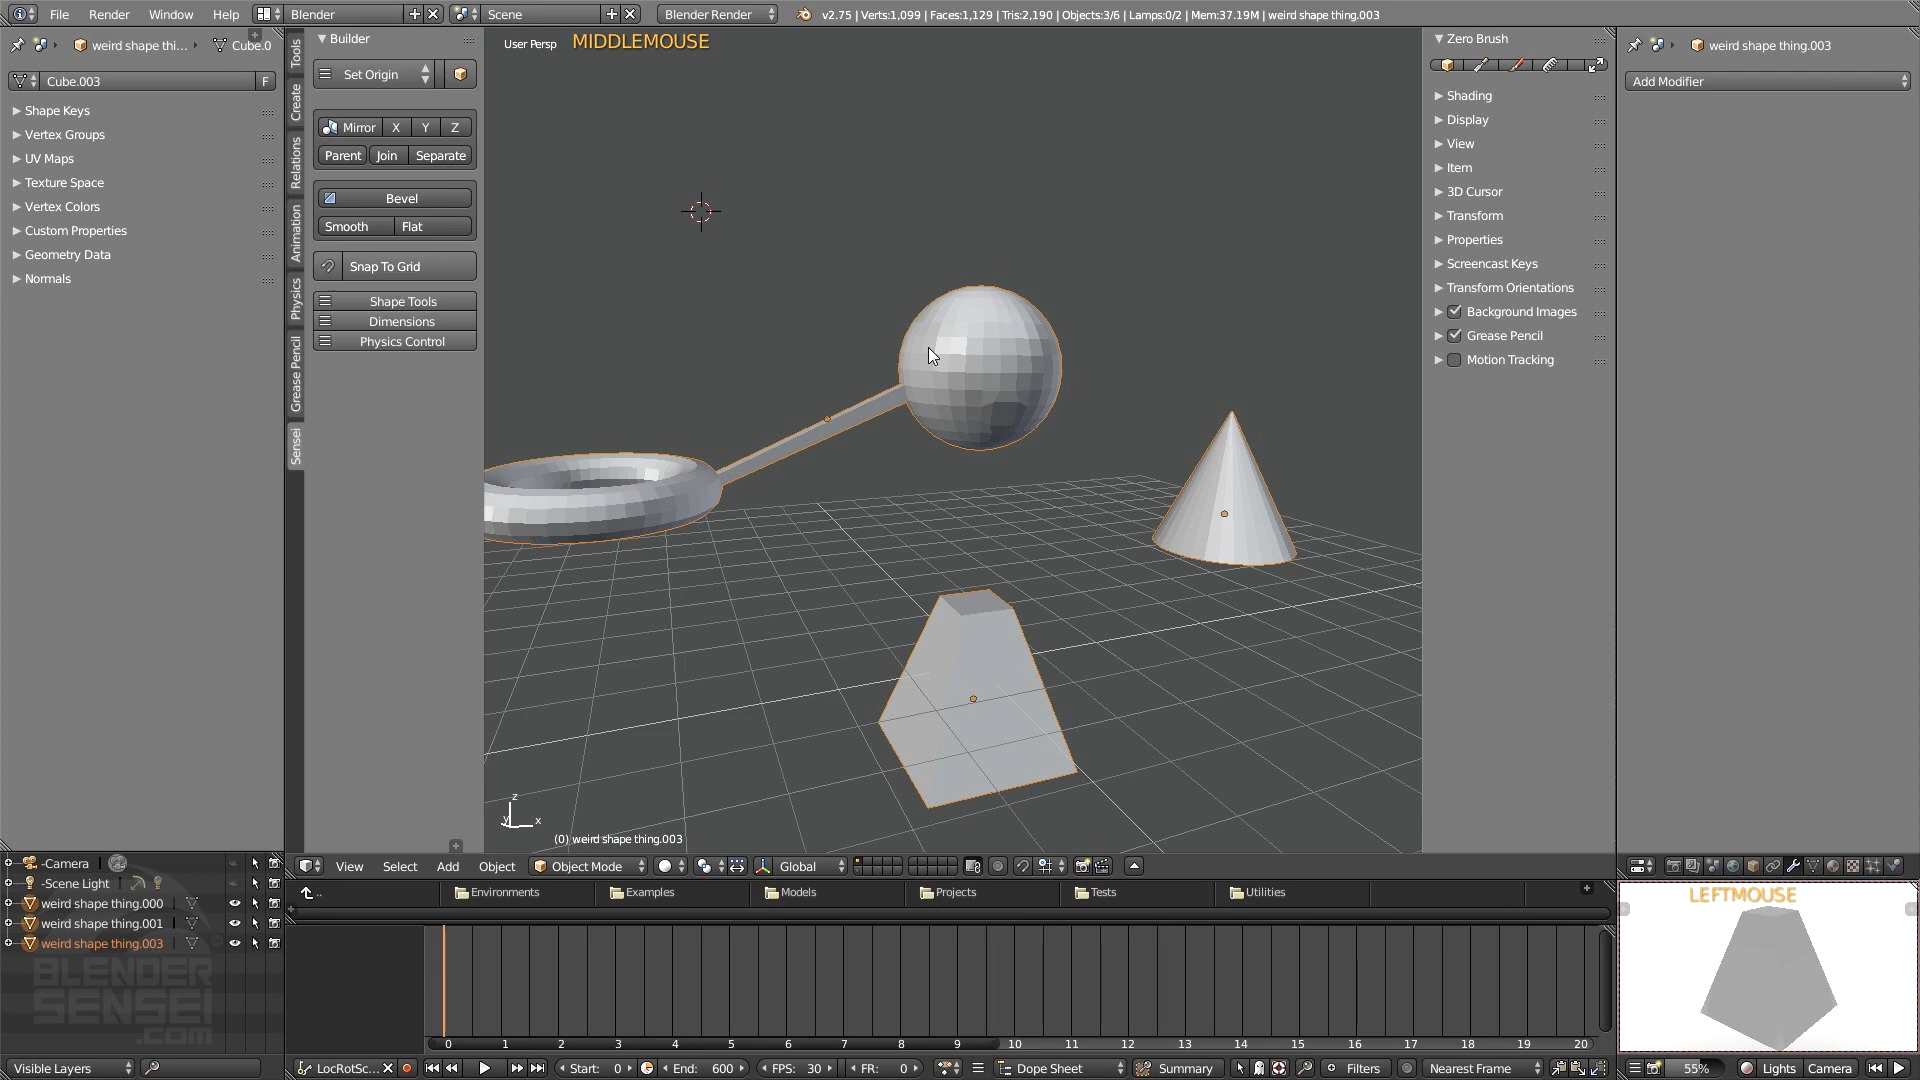 File Render Window Help Blender Scene Blender Render v2.75 | Verts:1,099 | Faces:1,129 | Tris:2,190 | Objects:3/6 | Lamps:0/2 | Mem:37.19M | weird shape thing.003
weird shape thi... Cube.0
Cube.003 F
Shape Keys
Vertex Groups
UV Maps
Texture Space
Vertex Colors
Custom Properties
Geometry Data
Normals
Tools
Create
Relations
Animation
Physics
Grease Pencil
Sensei
Builder
Set Origin
Mirror X Y Z
Parent Join Separate
Bevel
Smooth Flat
Snap To Grid
Shape Tools
Dimensions
Physics Control
User Persp MIDDLEMOUSE
z
y x
(0) weird shape thing.003
Zero Brush
Shading
Display
View
Item
3D Cursor
Transform
Properties
Screencast Keys
Transform Orientations
Background Images
Grease Pencil
Motion Tracking
weird shape thing.003
Add Modifier
View Select Add Object Object Mode Global
-Camera
-Scene Light
weird shape thing.000
weird shape thing.001
weird shape thing.003
BLENDER
SENSEI
.COM
Visible Layers
.. Environments Examples Models Projects Tests Utilities
0 1 2 3 4 5 6 7 8 9 10 11 12 13 14 15 16 17 18 19 20
LocRotSc... Start: 0 End: 600 FPS: 30 FR: 0 Dope Sheet Summary Filters Nearest Frame
LEFTMOUSE
55% Lights Camera